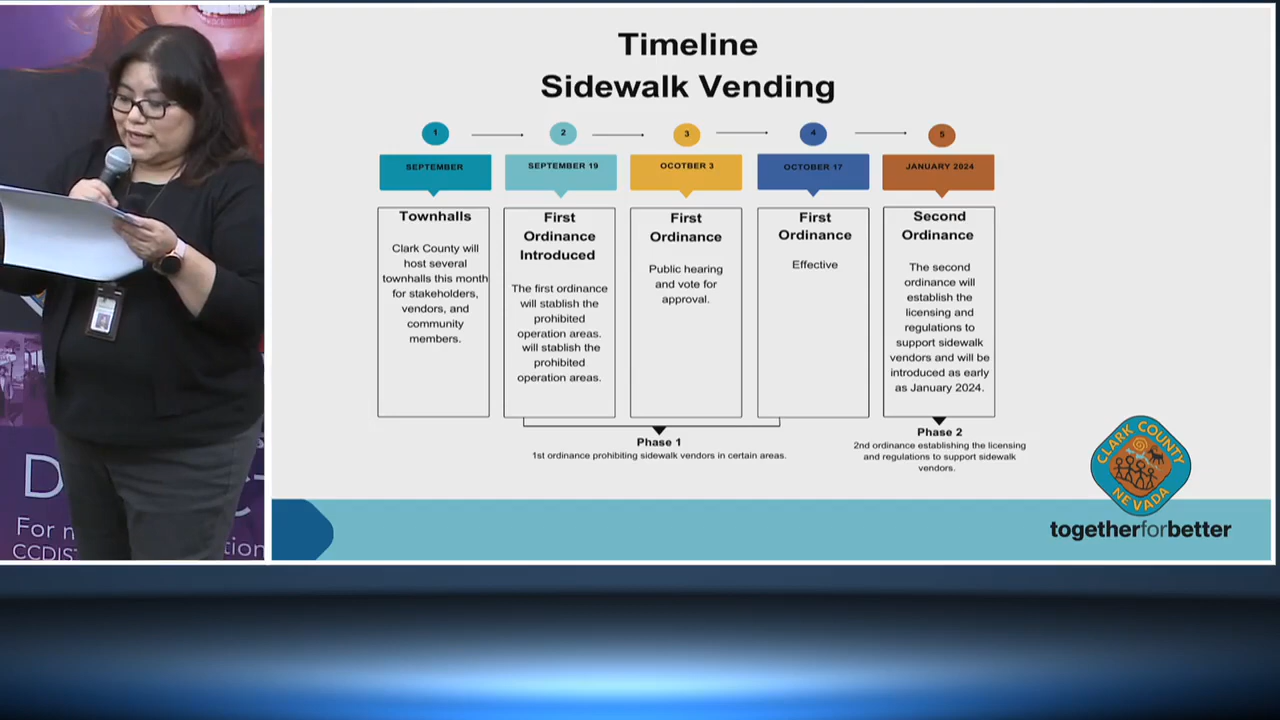 Timeline
Sidewalk Vending
1
2
3
4
5
SEPTEMBER
SEPTEMBER 19
OCOTBER 3
OCTOBER 17
JANUARY 2024
Townhalls
Clark County will
host several
townhalls this month
for stakeholders,
vendors, and
community
members.
First
Ordinance
Introduced
The first ordinance
will stablish the
prohibited
operation areas.
will stablish the
prohibited
operation areas.
First
Ordinance
Public hearing
and vote for
approval.
First
Ordinance
Effective
Second
Ordinance
The second
ordinance will
establish the
licensing and
regulations to
support sidewalk
vendors and will be
introduced as early
as January 2024.
Phase 1
1st ordinance prohibiting sidewalk vendors in certain areas.
Phase 2
2nd ordinance establishing the licensing
and regulations to support sidewalk
vendors.
CLARK COUNTY
NEVADA
togetherforbetter
For